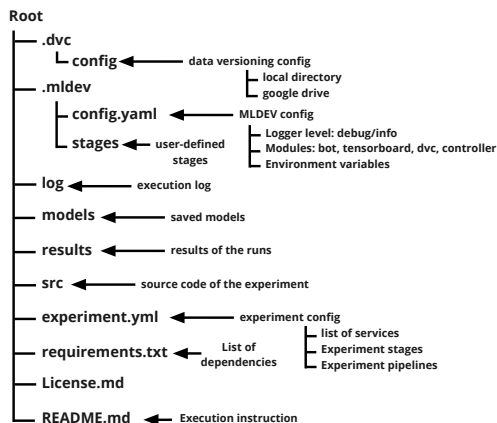 Root
.dvc
config
data versioning config
local directory
google drive
.mldev
config.yaml
MLDEV config
Logger level: debug/info
Modules: bot, tensorboard, dvc, controller
Environment variables
stages
user-defined
stages
log
execution log
models
saved models
results
results of the runs
src
source code of the experiment
experiment.yml
experiment config
list of services
Experiment stages
Experiment pipelines
requirements.txt
List of
dependencies
License.md
README.md
Execution instruction